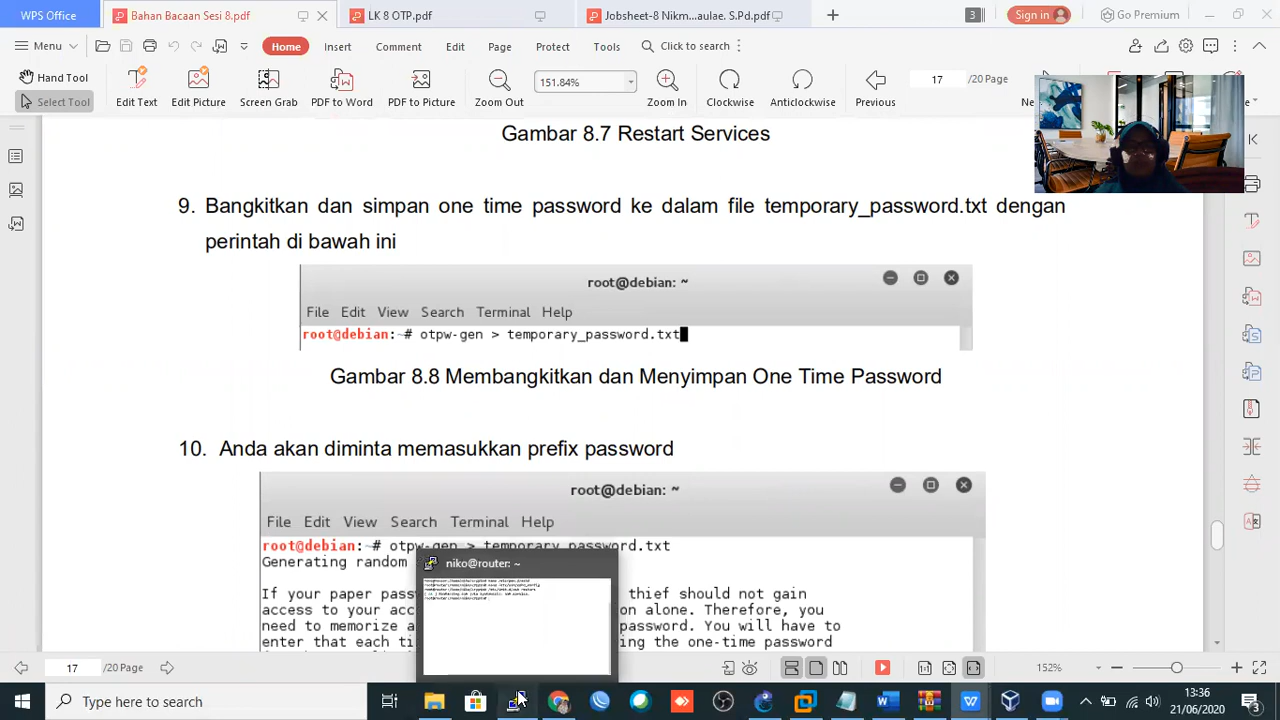 WPS Office
Bahan Bacaan Sesi 8.pdf
LK 8 OTP.pdf
Jobsheet-8 Nikm...aulae. S.Pd.pdf
3
Sign in
Go Premium
Menu
Home
Insert
Comment
Edit
Page
Protect
Tools
Click to search
Hand Tool
Select Tool
Edit Text
Edit Picture
Screen Grab
PDF to Word
PDF to Picture
151.84%
Zoom Out
Zoom In
Clockwise
Anticlockwise
Previous
17
/20 Page
Gambar 8.7 Restart Services
9. Bangkitkan dan simpan one time password ke dalam file temporary_password.txt dengan
perintah di bawah ini
root@debian: ~
File Edit View Search Terminal Help
root@debian:~# otpw-gen > temporary_password.txt
Gambar 8.8 Membangkitkan dan Menyimpan One Time Password
10. Anda akan diminta memasukkan prefix password
root@debian: ~
File Edit View Search Terminal Help
root@debian:~# otpw-gen > temporary_password.txt
Generating random
niko@router: ~
If your paper pass
thief should not gain
access to your acc
on alone. Therefore, you
need to memorize a
password. You will have to
enter that each ti
ing the one-time password
17
/20 Page
152%
Type here to search
13:36
21/06/2020